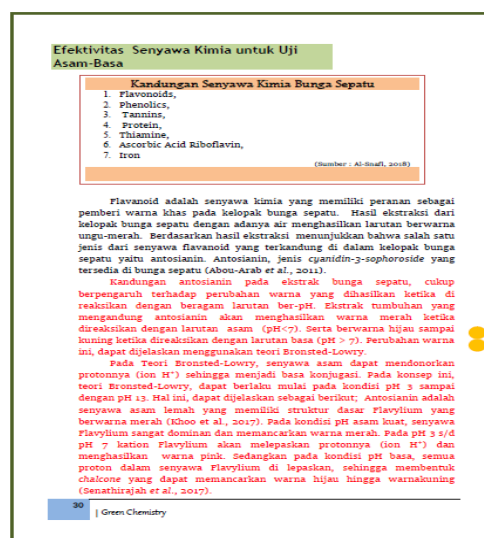 Efektivitas Senyawa Kimia untuk Uji
Asam-Basa
Kandungan Senyawa Kimia Bunga Sepatu
1. Flavonoids,
2. Phenolics,
3. Tannins,
4. Protein,
5. Thiamine,
6. Ascorbic Acid Riboflavin,
7. Iron
(Sumber : Al-Snafi, 2018)
Flavanoid adalah senyawa kimia yang memiliki peranan sebagai
pemberi warna khas pada kelopak bunga sepatu. Hasil ekstraksi dari
kelopak bunga sepatu dengan adanya air menghasilkan larutan berwarna
ungu-merah. Berdasarkan hasil ekstraksi menunjukkan bahwa salah satu
jenis dari senyawa flavanoid yang terkandung di dalam kelopak bunga
sepatu yaitu antosianin. Antosianin, jenis cyanidin-3-sophoroside yang
tersedia di bunga sepatu (Abou-Arab et al., 2011).
Kandungan antosianin pada ekstrak bunga sepatu, cukup
berpengaruh terhadap perubahan warna yang dihasilkan ketika di
reaksikan dengan beragam larutan ber-pH. Ekstrak tumbuhan yang
mengandung antosianin akan menghasilkan warna merah ketika
direaksikan dengan larutan asam (pH<7). Serta berwarna hijau sampai
kuning ketika direaksikan dengan larutan basa (pH > 7). Perubahan warna
ini, dapat dijelaskan menggunakan teori Bronsted-Lowry.
Pada Teori Bronsted-Lowry, senyawa asam dapat mendonorkan
protonnya (ion H⁺) sehingga menjadi basa konjugasi. Pada konsep ini,
teori Bronsted-Lowry, dapat berlaku mulai pada kondisi pH 3 sampai
dengan pH 13. Hal ini, dapat dijelaskan sebagai berikut; Antosianin adalah
senyawa asam lemah yang memiliki struktur dasar Flavylium yang
berwarna merah (Khoo et al., 2017). Pada kondisi pH asam kuat, senyawa
Flavylium sangat dominan dan memancarkan warna merah. Pada pH 3 s/d
pH 7 kation Flavylium akan melepaskan protonnya (ion H⁺) dan
menghasilkan warna pink. Sedangkan pada kondisi pH basa, semua
proton dalam senyawa Flavylium di lepaskan, sehingga membentuk
chalcone yang dapat memancarkan warna hijau hingga warnakuning
(Senathirajah et al., 2017).
30
| Green Chemistry